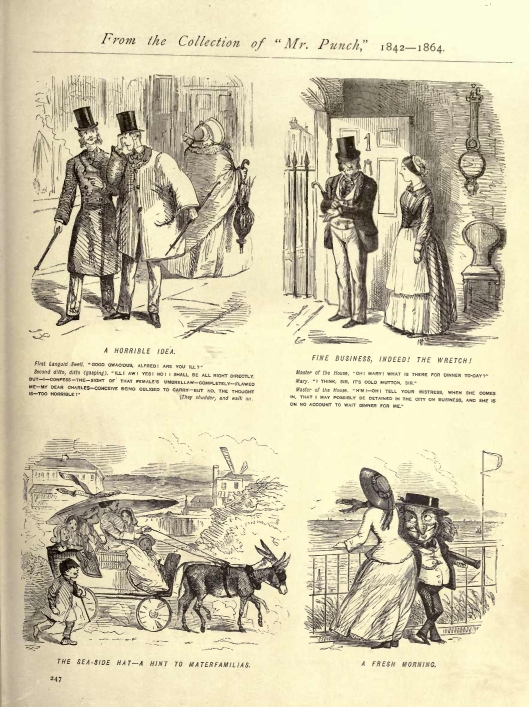 From the Collection of "Mr. Punch," 1842—1864.
A HORRIBLE IDEA.
First Languid Swell. "GOOD GWACIOUS, ALFRED! ARE YOU ILL?"
Second ditto, ditto (gasping). "ILL! AW! YES! NO! I SHALL BE ALL RIGHT DIRECTLY,
BUT—I—CONFESS—THE—SIGHT OF THAT FEMALE'S UMBRELLAW—COMPLETELY—FLAWED
ME—MY DEAR CHARLES—CONCEIVE BEING OBLIGED TO CARRY—BUT NO, THE THOUGHT
IS—TOO HORRIBLE!"
[They shudder, and walk on.
1
FINE BUSINESS, INDEED! THE WRETCH!
Master of the House. "OH! MARY! WHAT IS THERE FOR DINNER TO-DAY?"
Mary. "I THINK, SIR, IT'S COLD MUTTON, SIR."
Master of the House. "H'M!—OH! TELL YOUR MISTRESS, WHEN SHE COMES
IN, THAT I MAY POSSIBLY BE DETAINED IN THE CITY ON BUSINESS, AND SHE IS
ON NO ACCOUNT TO WAIT DINNER FOR ME."
THE SEA-SIDE HAT—A HINT TO MATERFAMILIAS.
A FRESH MORNING.
247